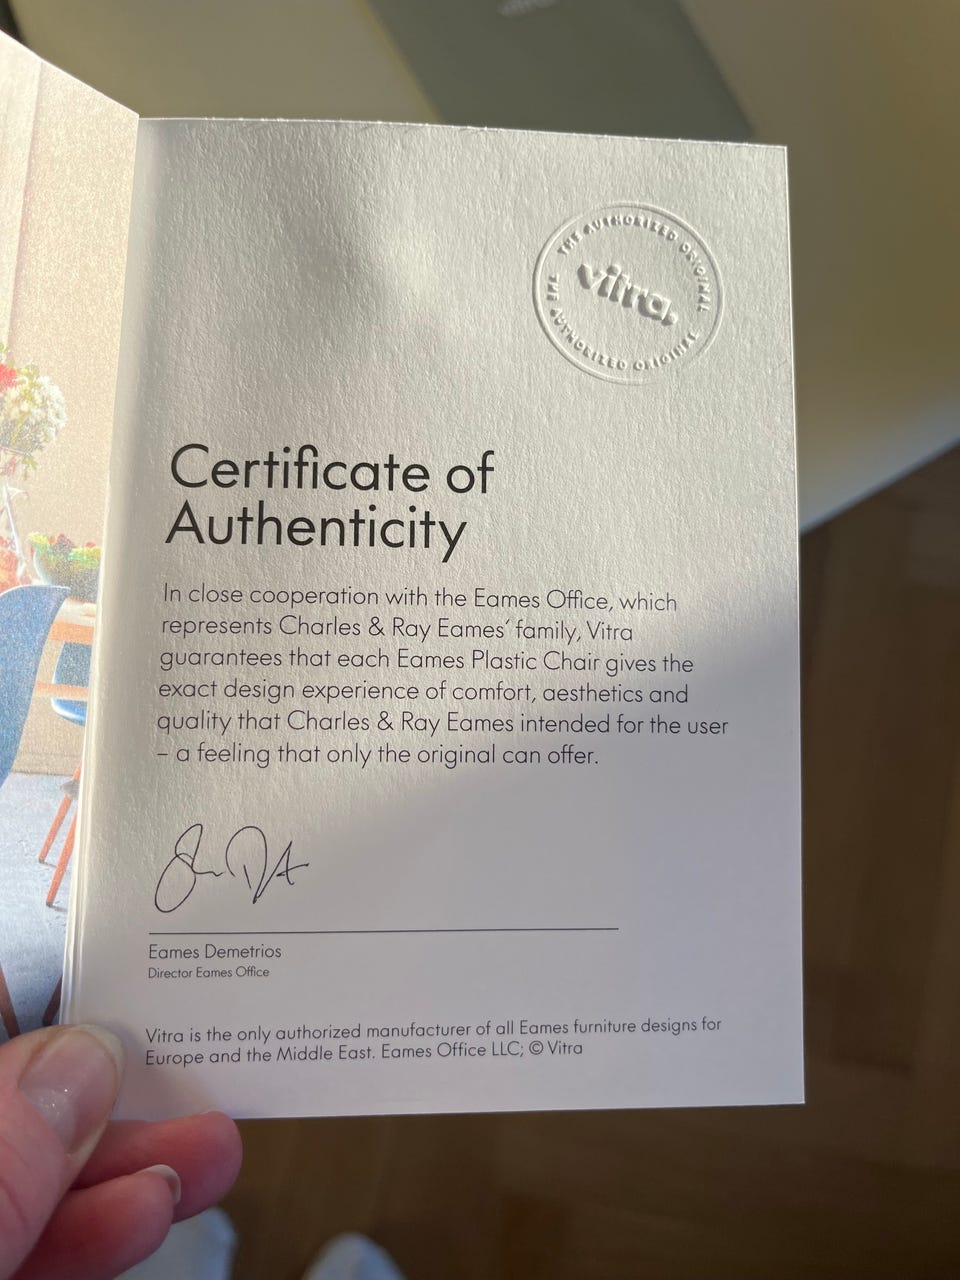 THE AUTHORIZED ORIGINAL
vitra.
THE AUTHORIZED ORIGINAL
Certificate of
Authenticity
In close cooperation with the Eames Office, which
represents Charles & Ray Eames´ family, Vitra
guarantees that each Eames Plastic Chair gives the
exact design experience of comfort, aesthetics and
quality that Charles & Ray Eames intended for the user
– a feeling that only the original can offer.
Eames Demetrios
Director Eames Office
Vitra is the only authorized manufacturer of all Eames furniture designs for
Europe and the Middle East. Eames Office LLC; © Vitra